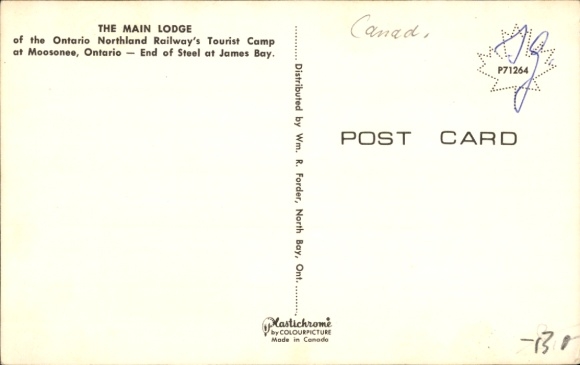 THE MAIN LODGE
of the Ontario Northland Railway's Tourist Camp
at Moosonee, Ontario — End of Steel at James Bay.
Canad.
P71264
POST CARD
Distributed by Wm. R. Forder, North Bay, Ont.
Plastichrome
by COLOURPICTURE
Made in Canada